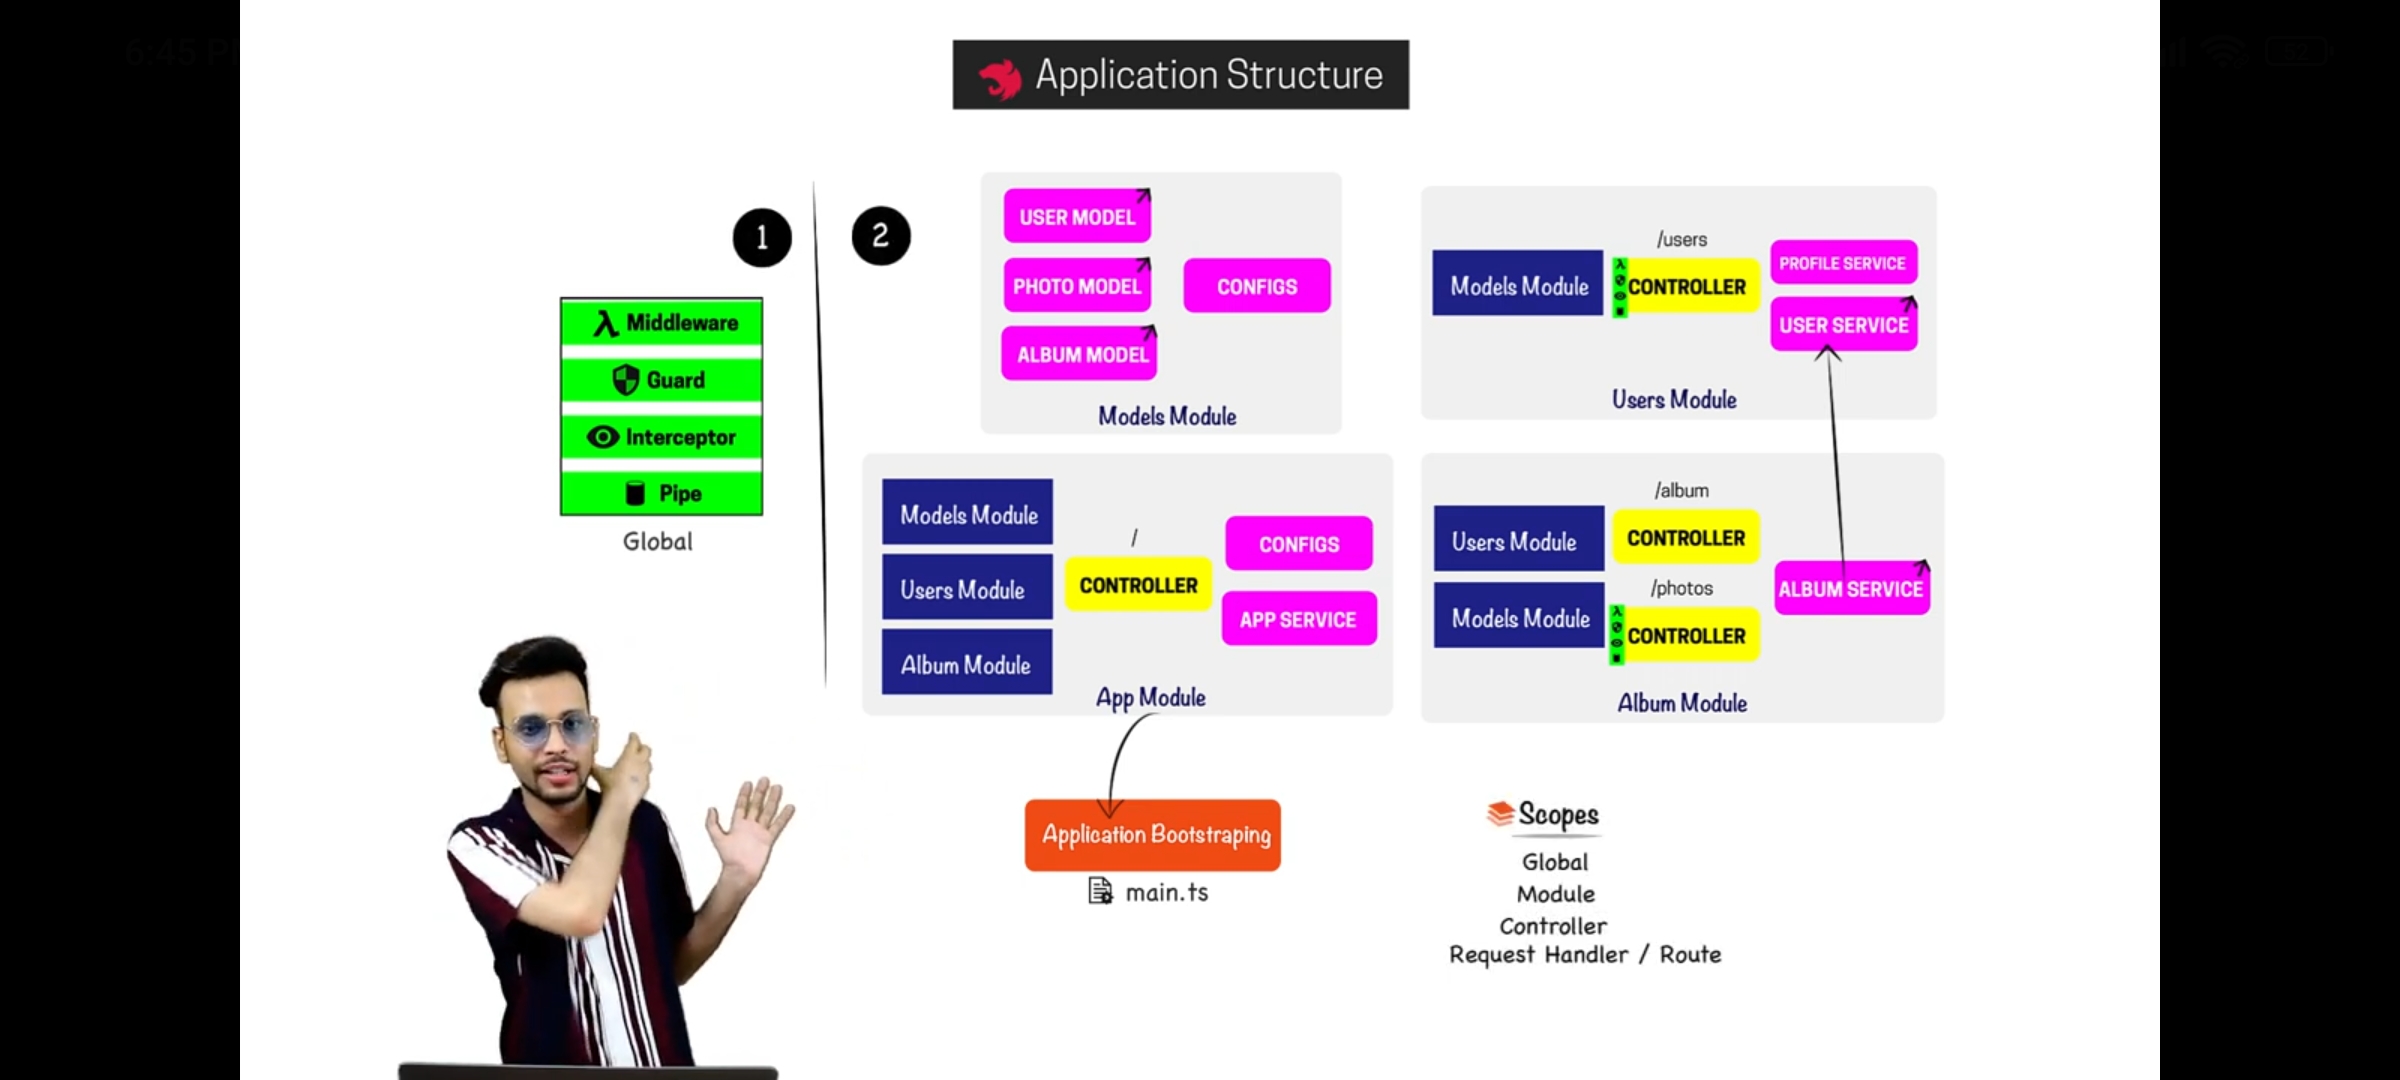 6:45 P
52
Application Structure
1
2
λ Middleware
Guard
Interceptor
Pipe
Global
USER MODEL
PHOTO MODEL
ALBUM MODEL
CONFIGS
Models Module
/users
Models Module
CONTROLLER
PROFILE SERVICE
USER SERVICE
Users Module
Models Module
Users Module
Album Module
/
CONTROLLER
CONFIGS
APP SERVICE
App Module
/album
Users Module
CONTROLLER
/photos
Models Module
CONTROLLER
ALBUM SERVICE
Album Module
Application Bootstraping
main.ts
Scopes
Global
Module
Controller
Request Handler / Route